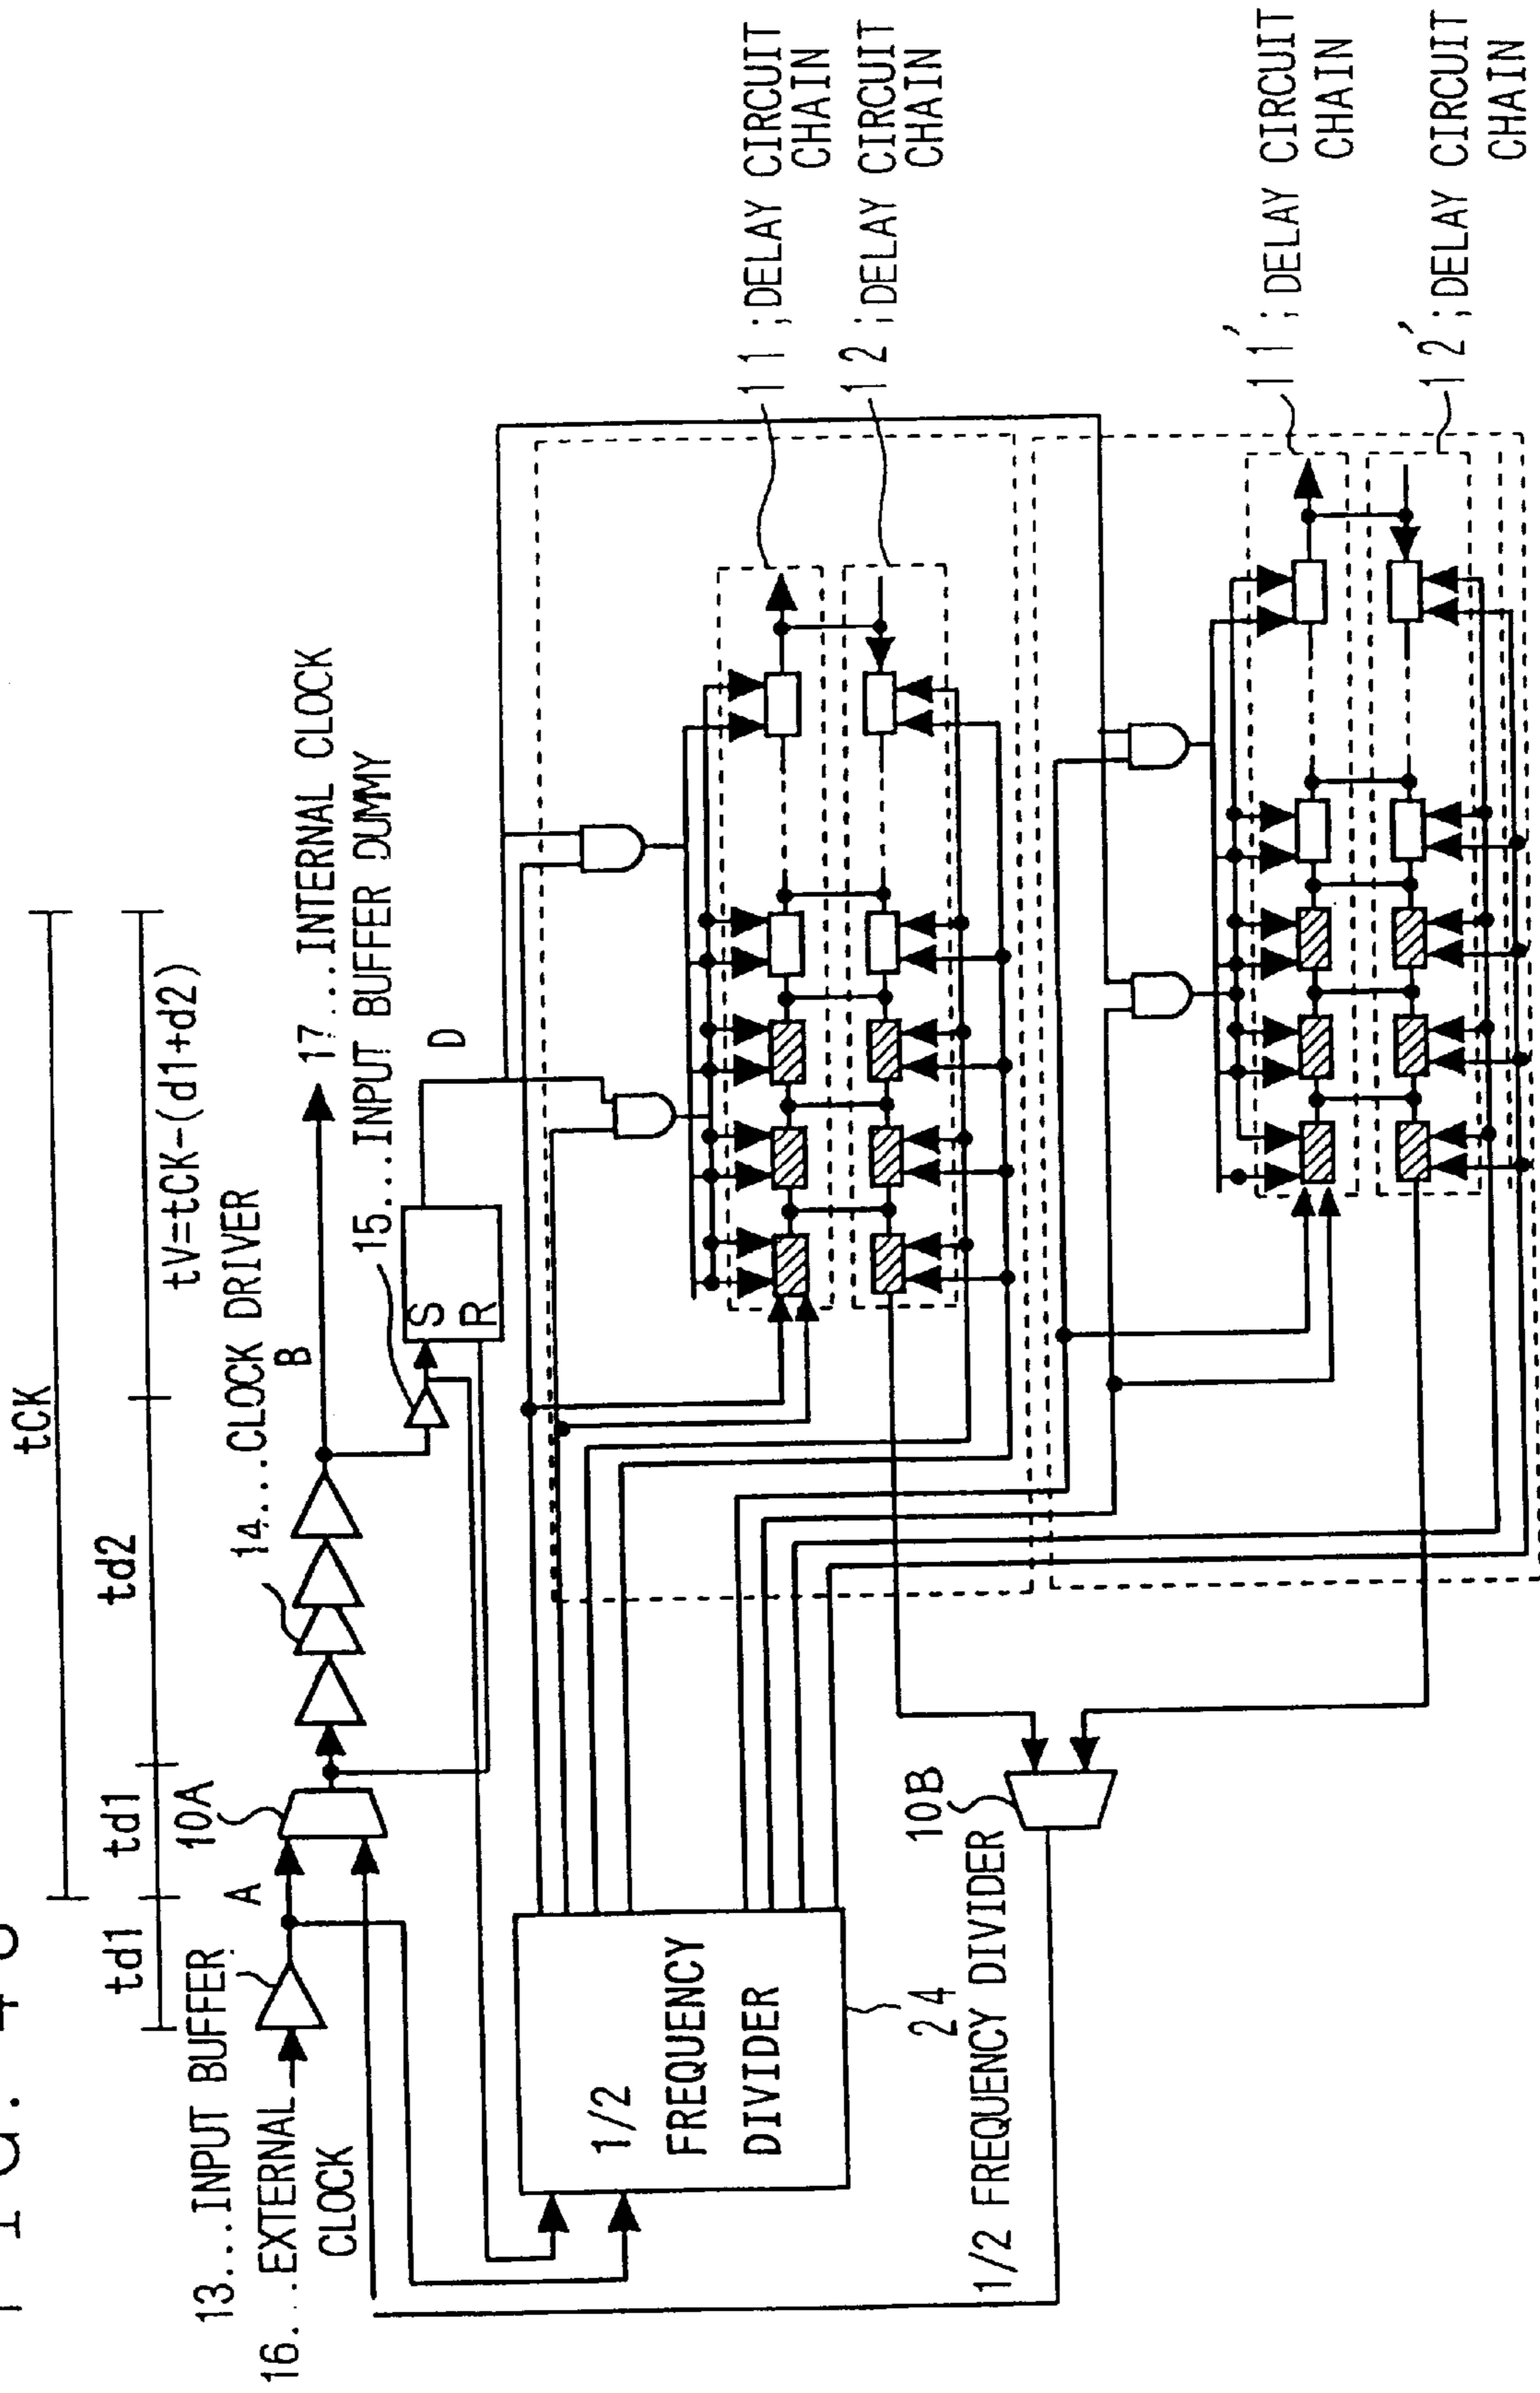 tCK
td1
td1
td2
tV=tCK-(d1+d2)
13...INPUT BUFFER
A
10A
14...CLOCK DRIVER
B
17...INTERNAL CLOCK
16...EXTERNAL
CLOCK
15...INPUT BUFFER DUMMY
S
R
D
1/2
FREQUENCY
DIVIDER
24
1/2 FREQUENCY DIVIDER
10B
11;DELAY CIRCUIT
CHAIN
12;DELAY CIRCUIT
CHAIN
11';DELAY CIRCUIT
CHAIN
12';DELAY CIRCUIT
CHAIN